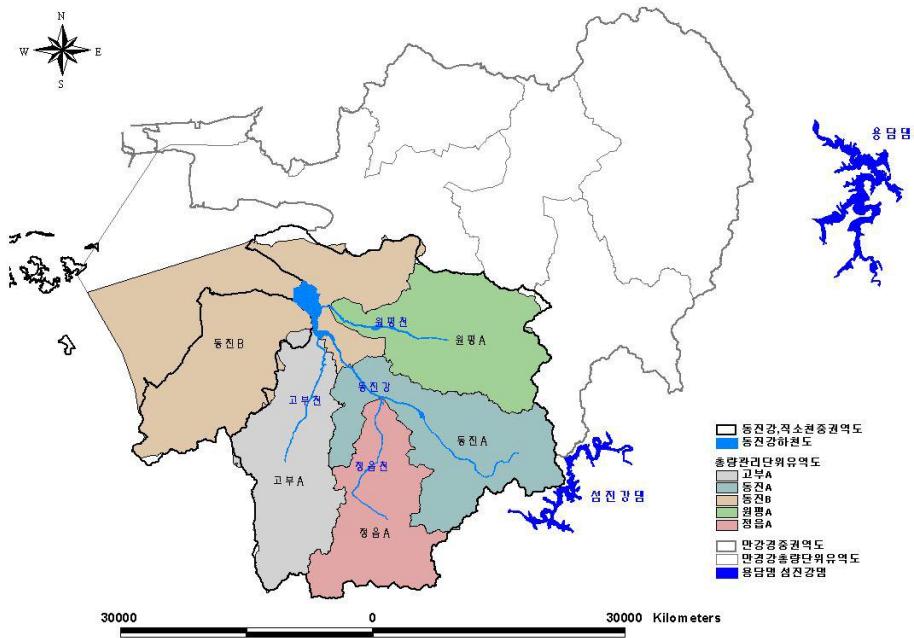 N
W E
S
용담댐
동진B
원평천
원평A
동진강
고부천
동진A
정읍천
고부A
정읍A
섬진강댐
동진강,직소천중권역도
동진강하천도
총량관리단위유역도
고부A
동진A
동진B
원평A
정읍A
만강경중권역도
만경강총량단위유역도
용담댐 섬진강댐
30000 0 30000 Kilometers